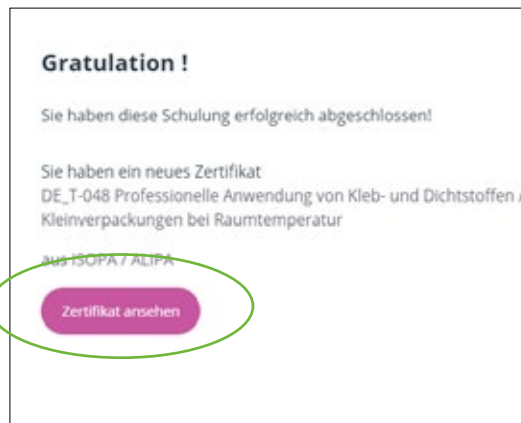 Gratulation !
Sie haben diese Schulung erfolgreich abgeschlossen!
Sie haben ein neues Zertifikat
DE_T-048 Professionelle Anwendung von Kleb- und Dichtstoffen /
Kleinverpackungen bei Raumtemperatur
aus ISOPA / ALIPA
Zertifikat ansehen